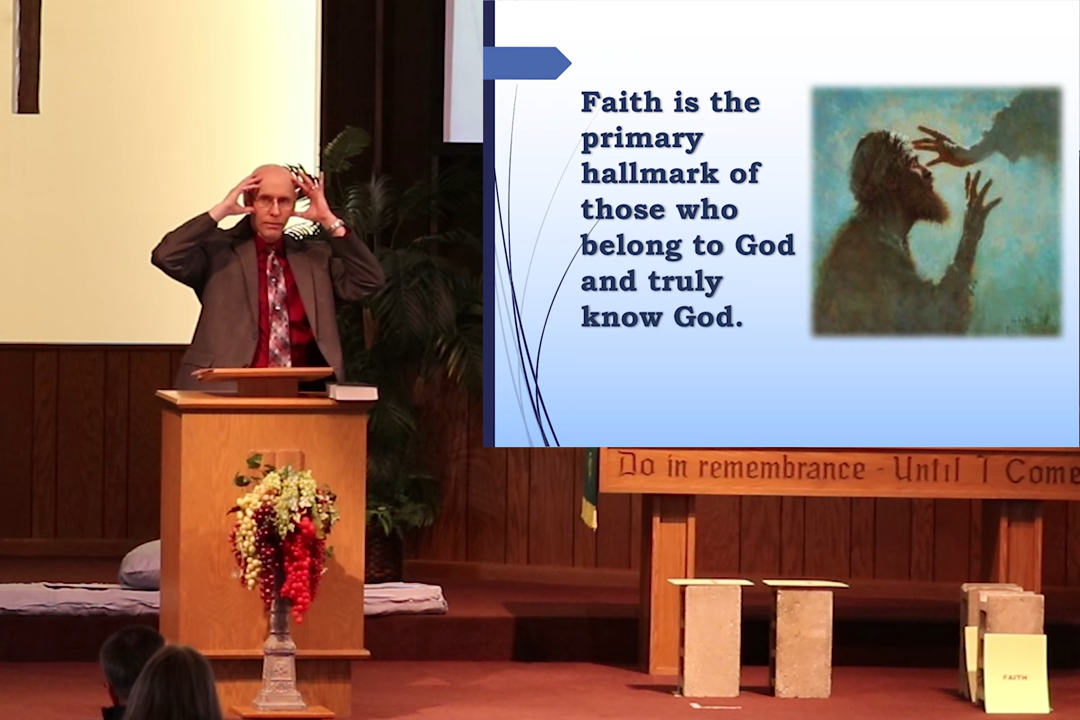 Faith is the
primary
hallmark of
those who
belong to God
and truly
know God.
Do in remembrance - Until I Come
FAITH